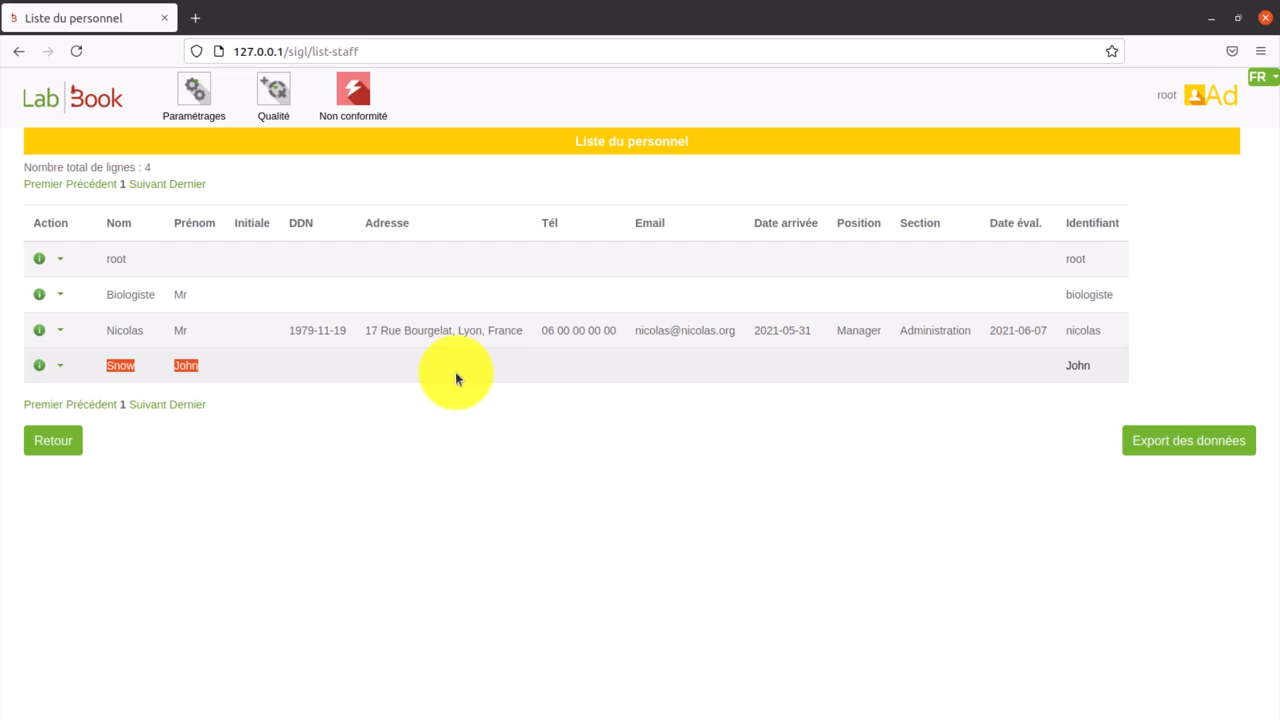 Liste du personnel
127.0.0.1/sigl/list-staff
FR
Lab Book
Paramétrages
Qualité
Non conformité
root
Ad
Liste du personnel
Nombre total de lignes : 4
Premier Précédent 1 Suivant Dernier
Action Nom Prénom Initiale DDN Adresse Tél Email Date arrivée Position Section Date éval. Identifiant
root root
Biologiste Mr biologiste
Nicolas Mr 1979-11-19 17 Rue Bourgelat, Lyon, France 06 00 00 00 00 nicolas@nicolas.org 2021-05-31 Manager Administration 2021-06-07 nicolas
Snow John John
Premier Précédent 1 Suivant Dernier
Retour
Export des données